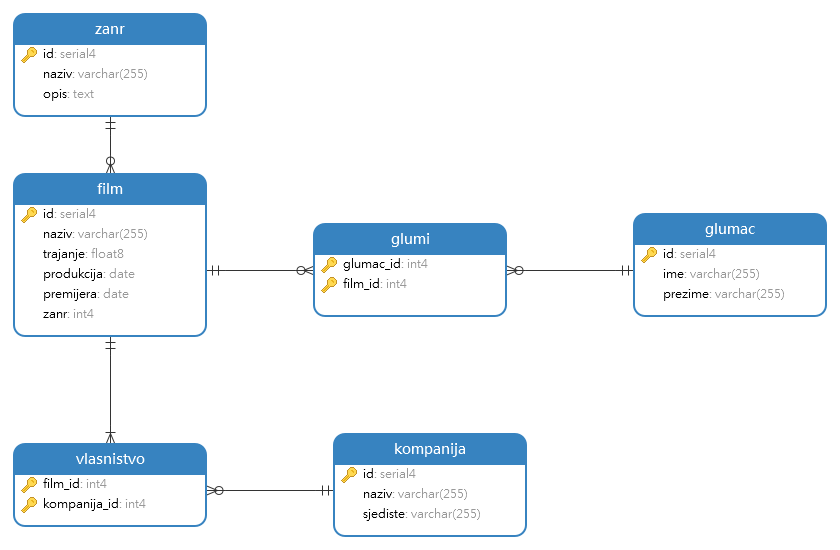 zanr
id: serial4
naziv: varchar(255)
opis: text
film
id: serial4
naziv: varchar(255)
trajanje: float8
produkcija: date
premijera: date
zanr: int4
glumi
glumac_id: int4
film_id: int4
glumac
id: serial4
ime: varchar(255)
prezime: varchar(255)
vlasnistvo
film_id: int4
kompanija_id: int4
kompanija
id: serial4
naziv: varchar(255)
sjediste: varchar(255)